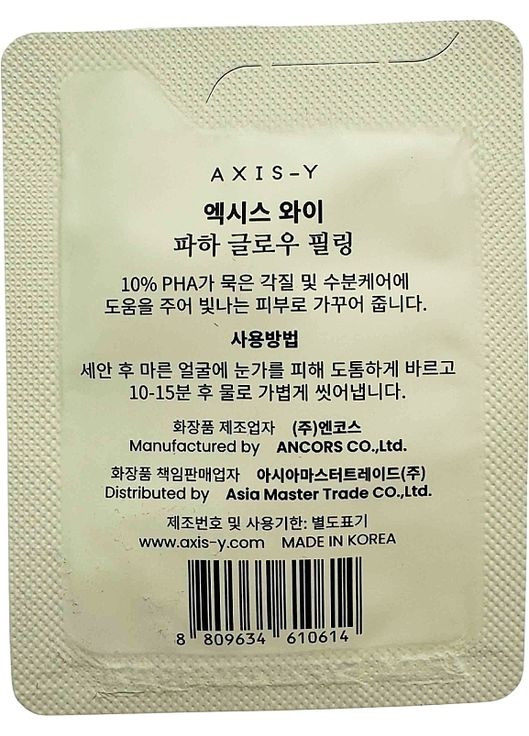 AXIS-Y
엑시스 와이
파하 글로우 필링
10% PHA가 묵은 각질 및 수분케어에
도움을 주어 빛나는 피부로 가꾸어 줍니다.
사용방법
세안 후 마른 얼굴에 눈가를 피해 도톰하게 바르고
10-15분 후 물로 가볍게 씻어냅니다.
화장품 제조업자 (주)엔코스
Manufactured by ANCORS CO.,Ltd.
화장품 책임판매업자 아시아마스터트레이드(주)
Distributed by Asia Master Trade CO.,Ltd.
제조번호 및 사용기한: 별도표기
www.axis-y.com MADE IN KOREA
8 809634 610614